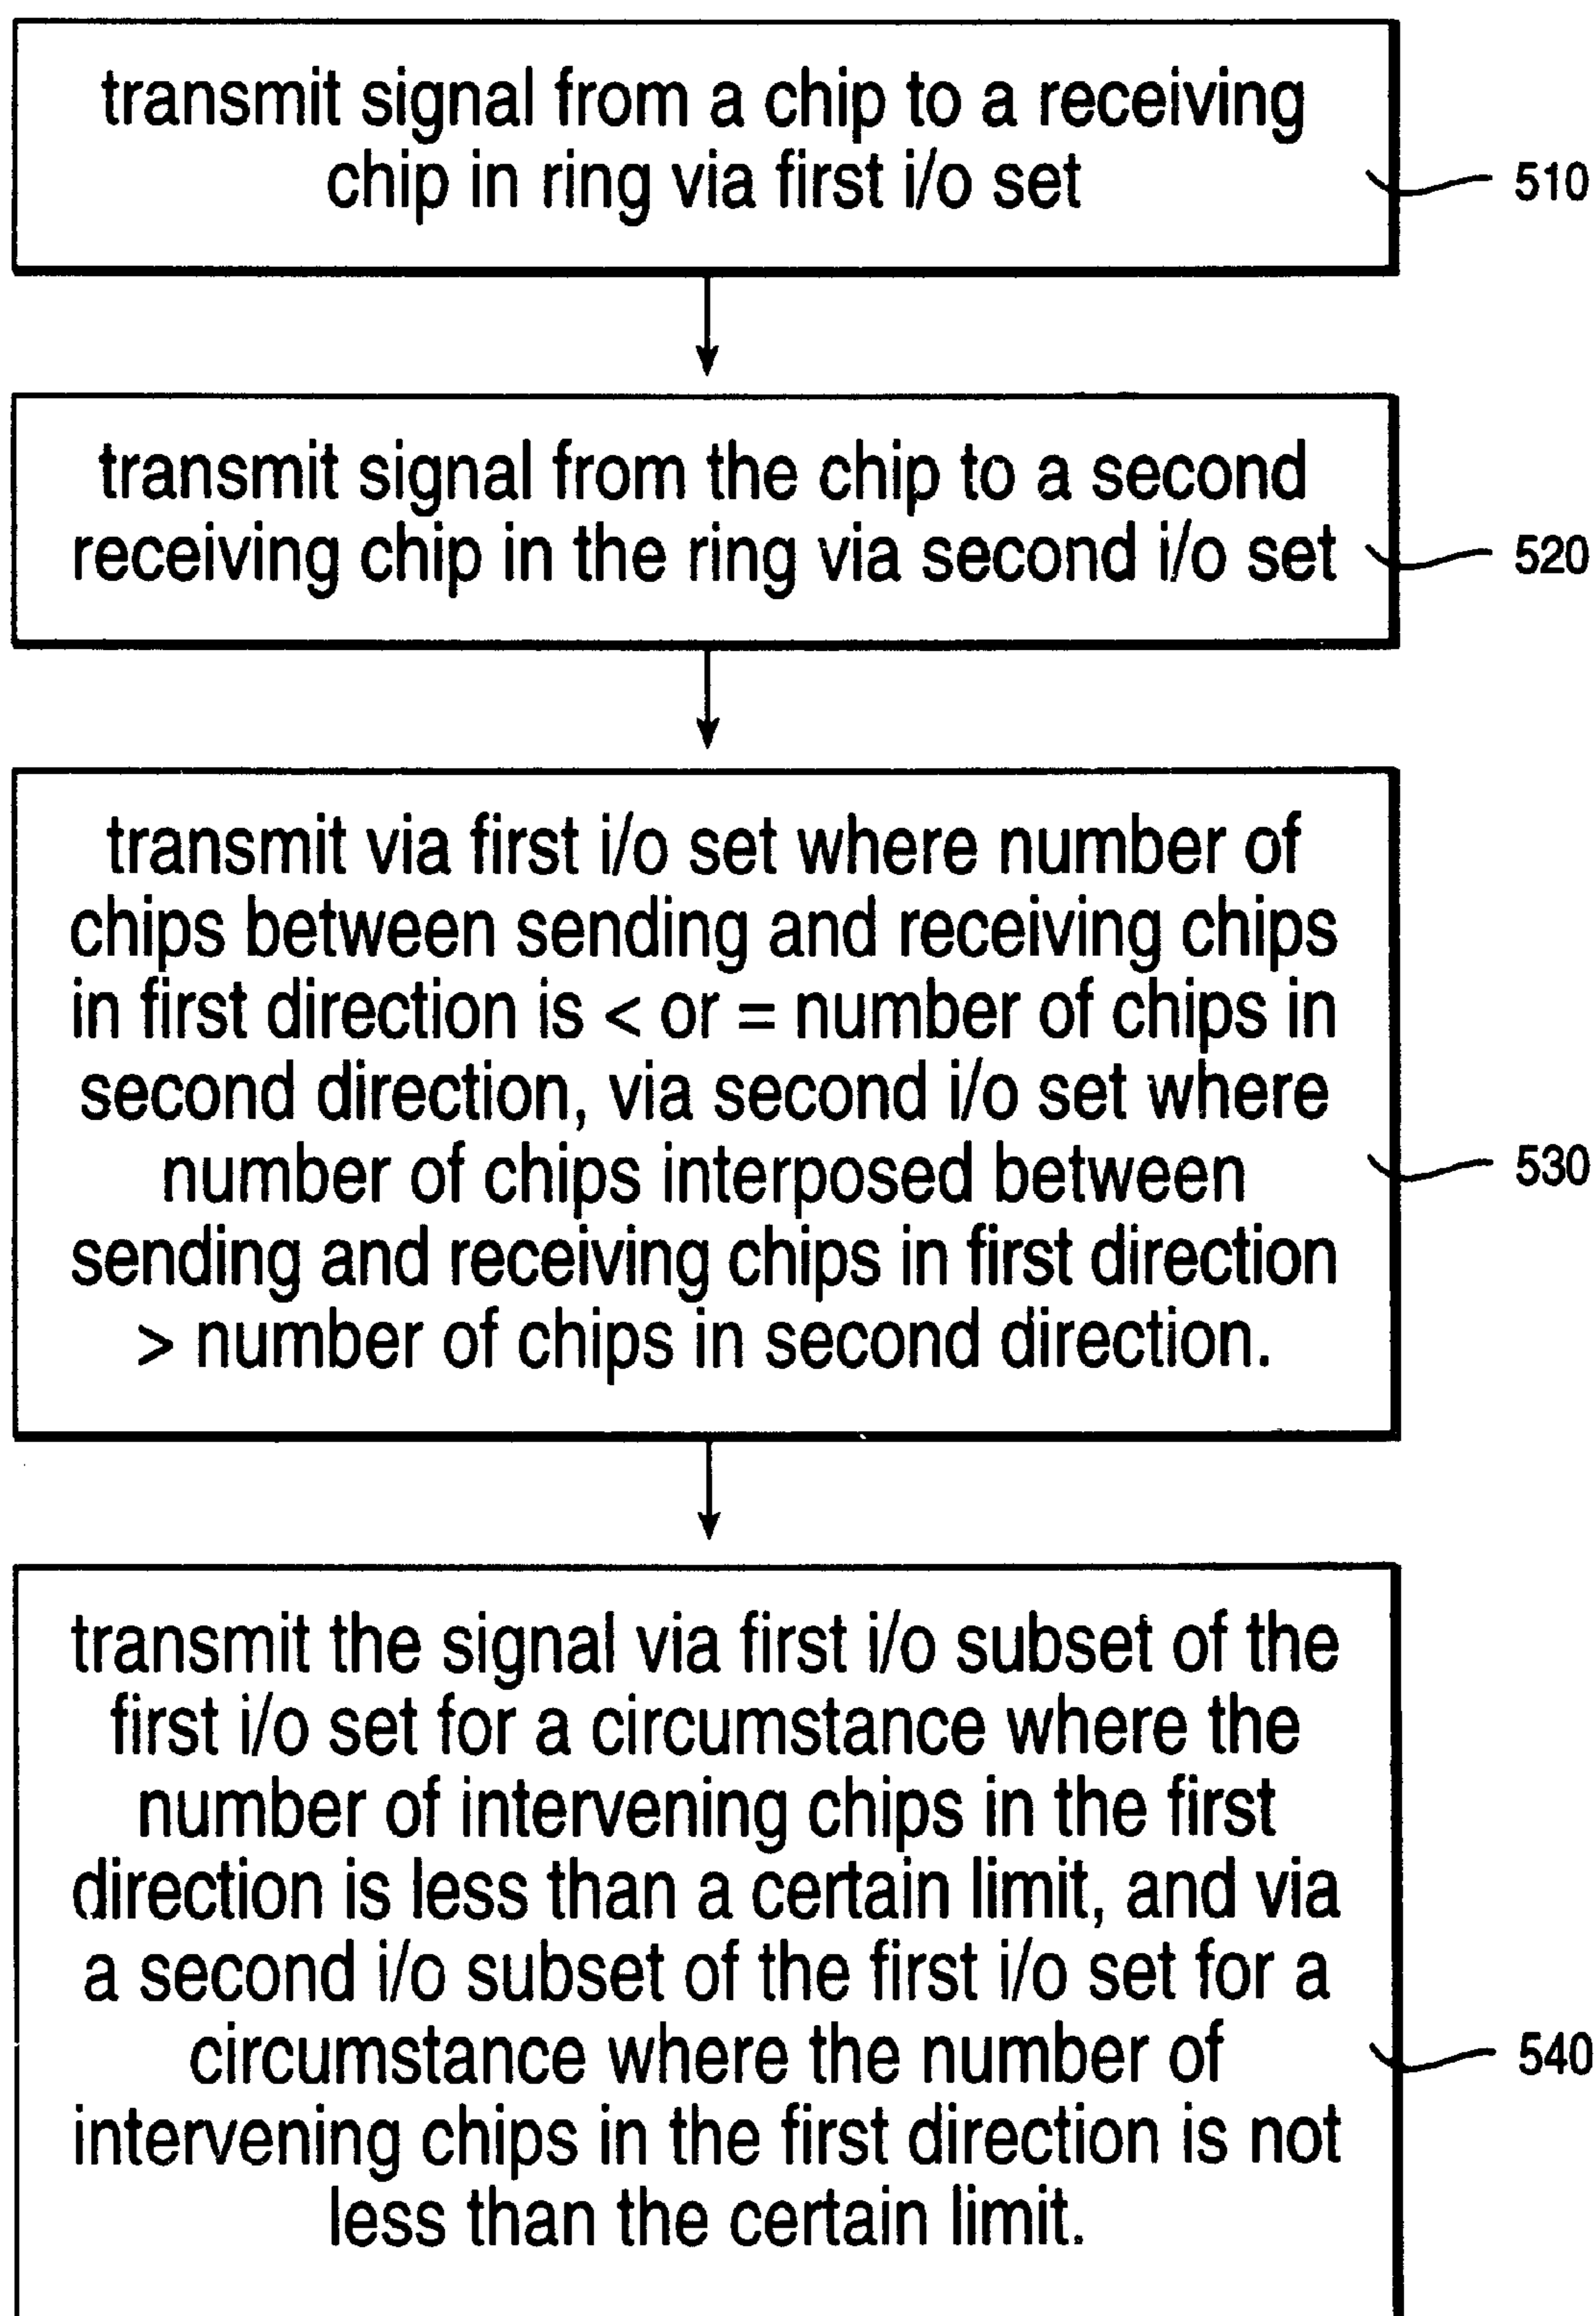 transmit signal from a chip to a receiving
chip in ring via first i/o set
510
transmit signal from the chip to a second
receiving chip in the ring via second i/o set
520
transmit via first i/o set where number of
chips between sending and receiving chips
in first direction is < or = number of chips in
second direction, via second i/o set where
number of chips interposed between
sending and receiving chips in first direction
> number of chips in second direction.
530
transmit the signal via first i/o subset of the
first i/o set for a circumstance where the
number of intervening chips in the first
direction is less than a certain limit, and via
a second i/o subset of the first i/o set for a
circumstance where the number of
intervening chips in the first direction is not
less than the certain limit.
540